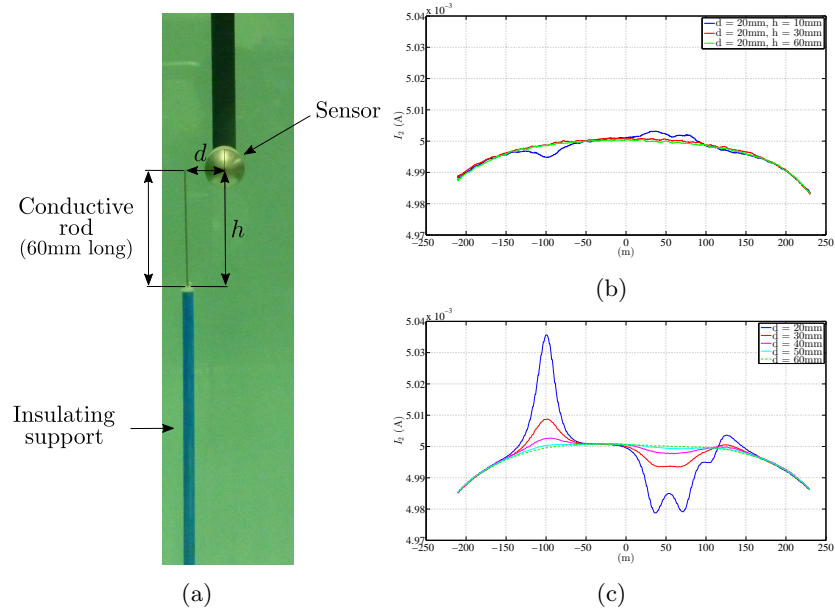 Sensor
d
Conductive
rod
(60mm long)
h
Insulating
support
(a)
x 10⁻³
5.04
5.03
5.02
5.01
5
4.99
4.98
4.97
I₂ (A)
d = 20mm, h = 10mm
d = 20mm, h = 30mm
d = 20mm, h = 60mm
−250 −200 −150 −100 −50 0 50 100 150 200 250
(m)
(b)
x 10⁻³
5.04
5.03
5.02
5.01
5
4.99
4.98
4.97
I₂ (A)
d = 20mm
d = 30mm
d = 40mm
d = 50mm
d = 60mm
−250 −200 −150 −100 −50 0 50 100 150 200 250
(m)
(c)